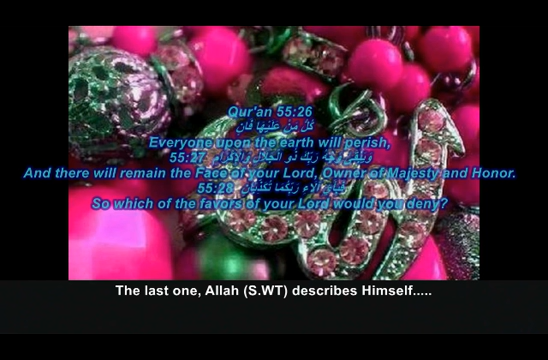 Qur'an 55:26
كُلُّ مَنْ عَلَيْهَا فَانٍ
Everyone upon the earth will perish,
55:27 وَيَبْقَىٰ وَجْهُ رَبِّكَ ذُو الْجَلَالِ وَالْإِكْرَامِ
And there will remain the Face of your Lord, Owner of Majesty and Honor.
55:28 فَبِأَيِّ آلَاءِ رَبِّكُمَا تُكَذِّبَانِ
So which of the favors of your Lord would you deny?
The last one, Allah (S.WT) describes Himself.....